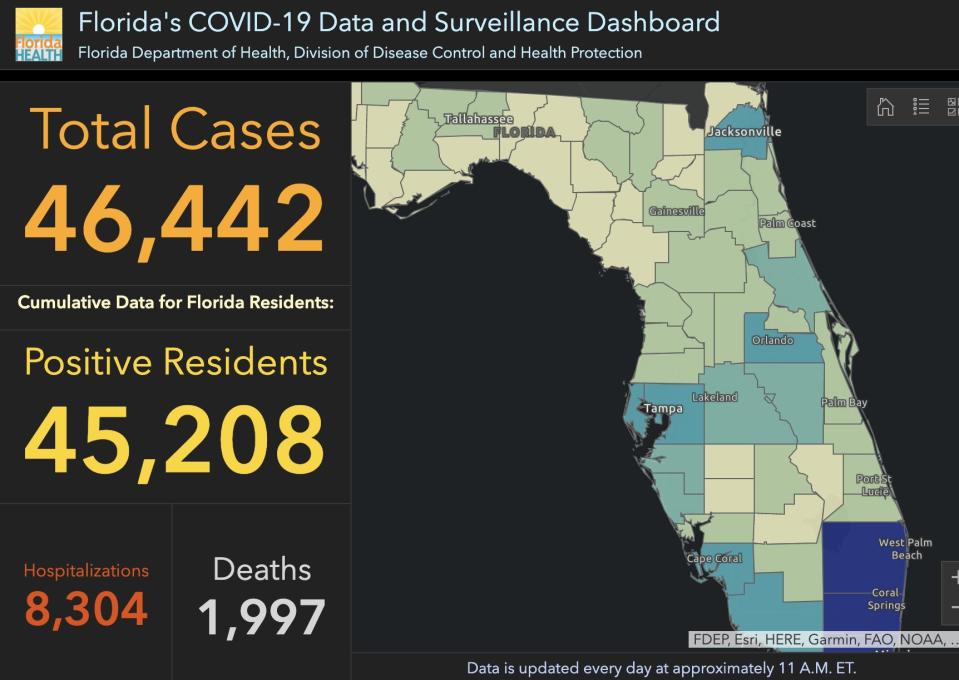 Florida's COVID-19 Data and Surveillance Dashboard
Florida Department of Health, Division of Disease Control and Health Protection
Florida
HEALTH
Total Cases
46,442
Cumulative Data for Florida Residents:
Positive Residents
45,208
Hospitalizations
8,304
Deaths
1,997
Tallahassee
FLORIDA
Jacksonville
Gainesville
Palm Coast
Orlando
Lakeland
Tampa
Palm Bay
Port St
Lucie
West Palm
Beach
Cape Coral
Coral
Springs
FDEP, Esri, HERE, Garmin, FAO, NOAA, ...
Data is updated every day at approximately 11 A.M. ET.